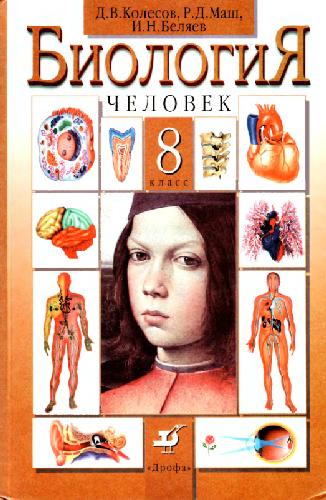 Д.В.Колесов, Р.Д.Маш,
И.Н.Беляев
БИОЛОГИЯ
ЧЕЛОВЕК
8
класс
«Дрофа»